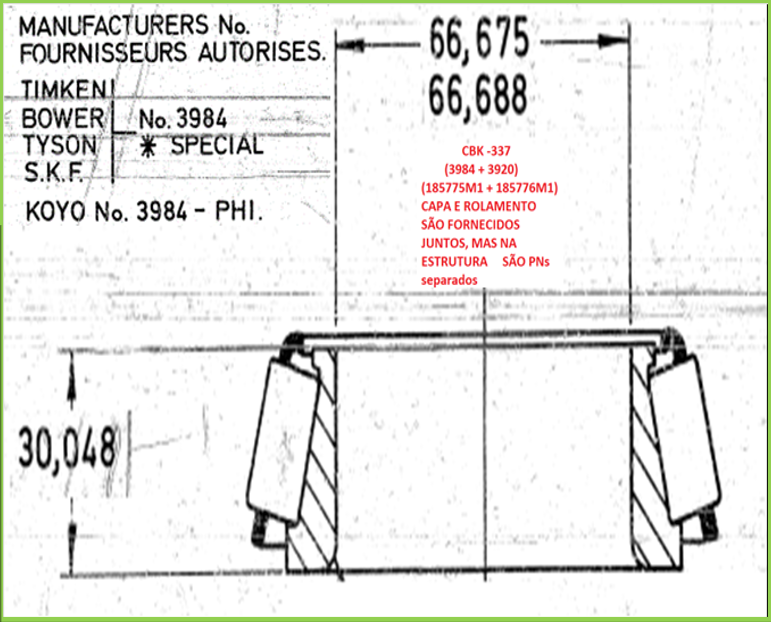 MANUFACTURERS No.
FOURNISSEURS AUTORISES.
TIMKEN
BOWER No. 3984
TYSON * SPECIAL
S.K.F.
KOYO No. 3984 - PHI.
66,675
66,688
CBK -337
(3984 + 3920)
(185775M1 + 185776M1)
CAPA E ROLAMENTO
SÃO FORNECIDOS
JUNTOS, MAS NA
ESTRUTURA SÃO PNs
separados
30,048